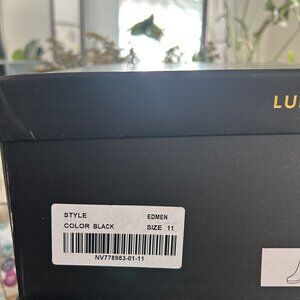 LU
STYLE EDMEN
COLOR BLACK SIZE 11
NV778983-01-11